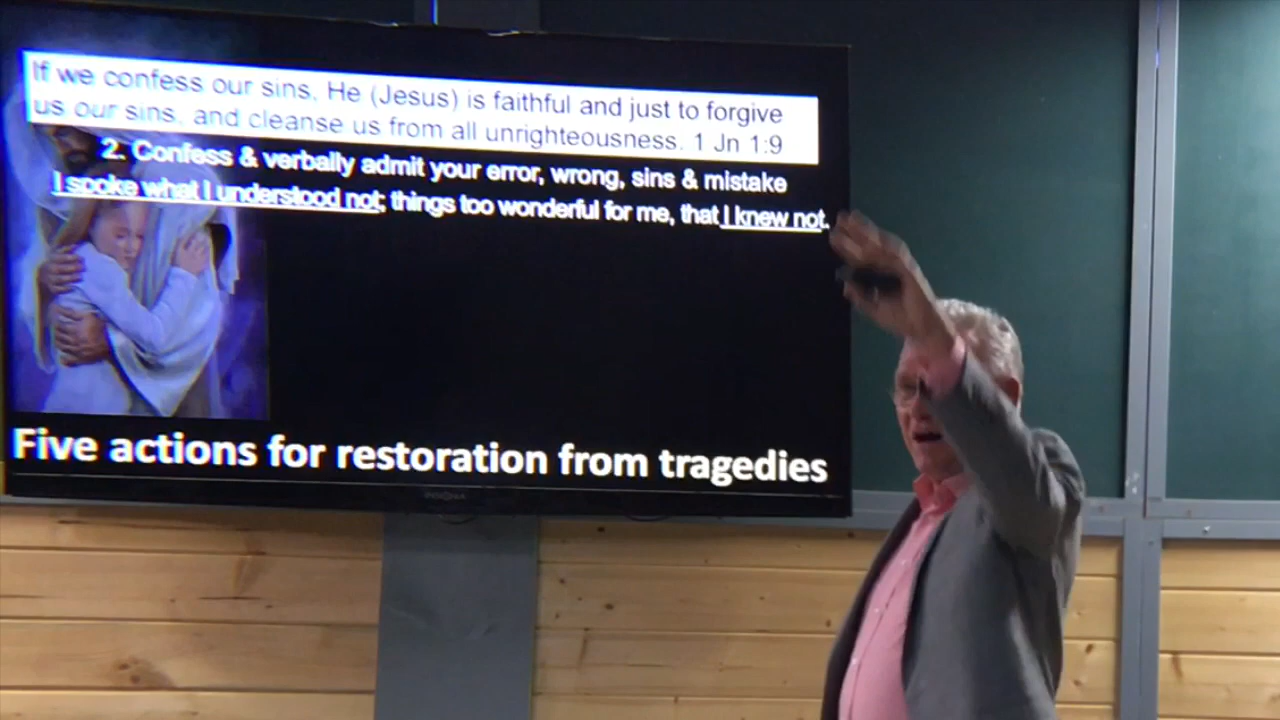 If we confess our sins, He (Jesus) is faithful and just to forgive
us our sins, and cleanse us from all unrighteousness. 1 Jn 1:9
2. Confess & verbally admit your error, wrong, sins & mistake
I spoke what I understood not; things too wonderful for me, that I knew not.
Five actions for restoration from tragedies
INSIGNIA